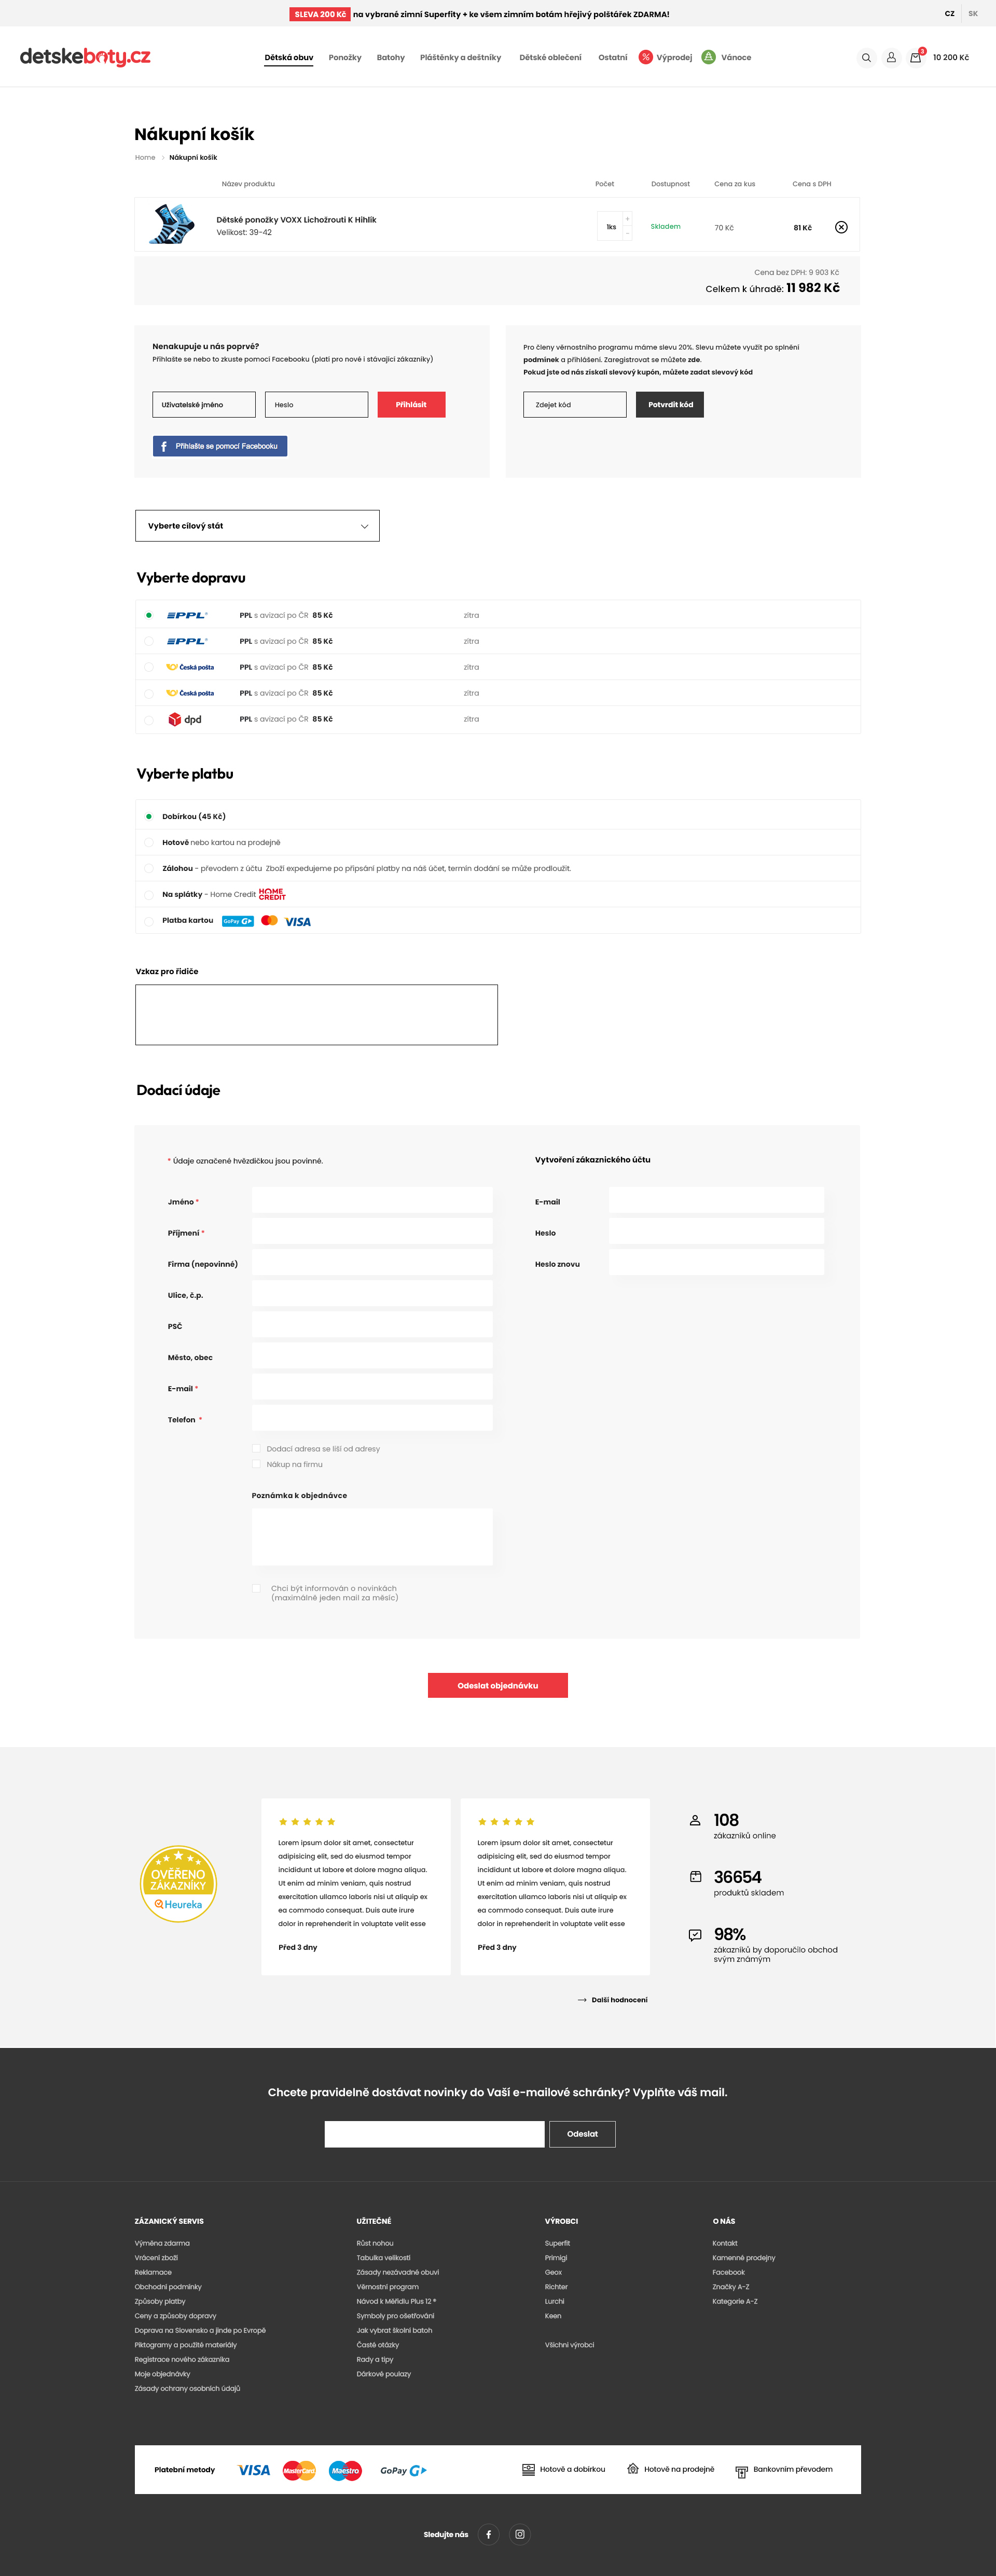 SLEVA 200 Kč na vybrané zimní Superfity + ke všem zimním botám hřejivý polštářek ZDARMA!
CZ SK
detskeboty.cz
Dětská obuv Ponožky Batohy Pláštěnky a deštníky Dětské oblečení Ostatní % Výprodej Vánoce
3 10 200 Kč
Nákupní košík
Home > Nákupní košík
Název produktu Počet Dostupnost Cena za kus Cena s DPH
Dětské ponožky VOXX Lichožrouti K Hihlik
Velikost: 39-42
1ks + - Skladem 70 Kč 81 Kč
Cena bez DPH: 9 903 Kč
Celkem k úhradě: 11 982 Kč
Nenakupuje u nás poprvé?
Přihlašte se nebo to zkuste pomocí Facebooku (platí pro nové i stávající zákazníky)
Uživatelské jméno Heslo Přihlásit
Přihlašte se pomocí Facebooku
Pro členy věrnostního programu máme slevu 20%. Slevu můžete využít po splnění
podmínek a přihlášení. Zaregistrovat se můžete zde.
Pokud jste od nás získali slevový kupón, můžete zadat slevový kód
Zdejet kód Potvrdit kód
Vyberte cílový stát
Vyberte dopravu
PPL PPL s avizací po ČR 85 Kč zítra
PPL PPL s avizací po ČR 85 Kč zítra
Česká pošta PPL s avizací po ČR 85 Kč zítra
Česká pošta PPL s avizací po ČR 85 Kč zítra
dpd PPL s avizací po ČR 85 Kč zítra
Vyberte platbu
Dobírkou (45 Kč)
Hotově nebo kartou na prodejně
Zálohou - převodem z účtu Zboží expedujeme po připsání platby na náš účet, termín dodání se může prodloužit.
Na splátky - Home Credit HOME CREDIT
Platba kartou GoPay VISA
Vzkaz pro řidiče
Dodací údaje
* Údaje označené hvězdičkou jsou povinné.
Jméno *
Příjmení *
Firma (nepovinné)
Ulice, č.p.
PSČ
Město, obec
E-mail *
Telefon *
Dodací adresa se liší od adresy
Nákup na firmu
Poznámka k objednávce
Chci být informován o novinkách
(maximálně jeden mail za měsíc)
Vytvoření zákaznického účtu
E-mail
Heslo
Heslo znovu
Odeslat objednávku
OVĚŘENO
ZÁKAZNÍKY
Heureka
Lorem ipsum dolor sit amet, consectetur
adipisicing elit, sed do eiusmod tempor
incididunt ut labore et dolore magna aliqua.
Ut enim ad minim veniam, quis nostrud
exercitation ullamco laboris nisi ut aliquip ex
ea commodo consequat. Duis aute irure
dolor in reprehenderit in voluptate velit esse
Před 3 dny
Lorem ipsum dolor sit amet, consectetur
adipisicing elit, sed do eiusmod tempor
incididunt ut labore et dolore magna aliqua.
Ut enim ad minim veniam, quis nostrud
exercitation ullamco laboris nisi ut aliquip ex
ea commodo consequat. Duis aute irure
dolor in reprehenderit in voluptate velit esse
Před 3 dny
Další hodnocení
108
zákazníků online
36654
produktů skladem
98%
zákazníků by doporučilo obchod
svým známým
Chcete pravidelně dostávat novinky do Vaší e-mailové schránky? Vyplňte váš mail.
Odeslat
ZÁZANICKÝ SERVIS
Výměna zdarma
Vrácení zboží
Reklamace
Obchodní podmínky
Způsoby platby
Ceny a způsoby dopravy
Doprava na Slovensko a jinde po Evropě
Piktogramy a použité materiály
Registrace nového zákazníka
Moje objednávky
Zásady ochrany osobních údajů
UŽITEČNÉ
Růst nohou
Tabulka velikostí
Zásady nezávadné obuvi
Věrnostní program
Návod k Měřidlu Plus 12 ®
Symboly pro ošetřování
Jak vybrat školní batoh
Časté otázky
Rady a tipy
Dárkové poulazy
VÝROBCI
Superfit
Primigi
Geox
Richter
Lurchi
Keen
Všichni výrobci
O NÁS
Kontakt
Kamenné prodejny
Facebook
Značky A-Z
Kategorie A-Z
Platební metody VISA MasterCard Maestro GoPay Hotově a dobírkou Hotově na prodejně Bankovním převodem
Sledujte nás